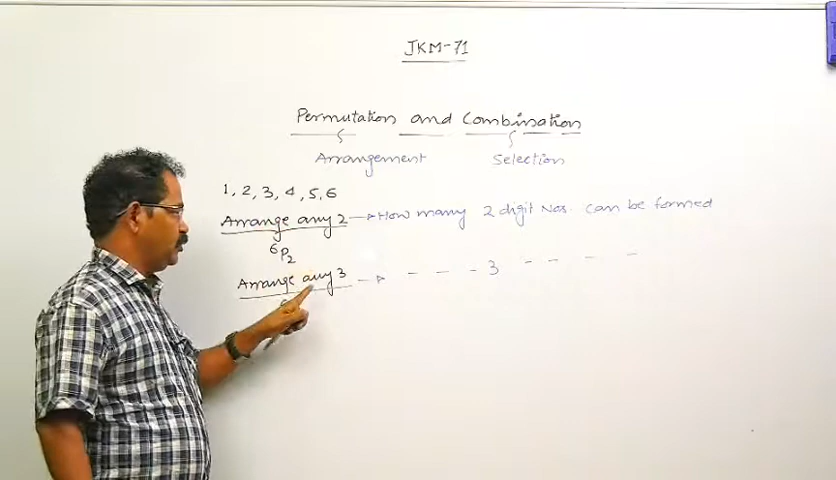 JKM-71
Permutation and Combination
Arrangement Selection
1, 2, 3, 4, 5, 6
Arrange any 2 → How many 2 digit Nos. can be formed
6P2
Arrange any 3 → - - - 3 - - - -